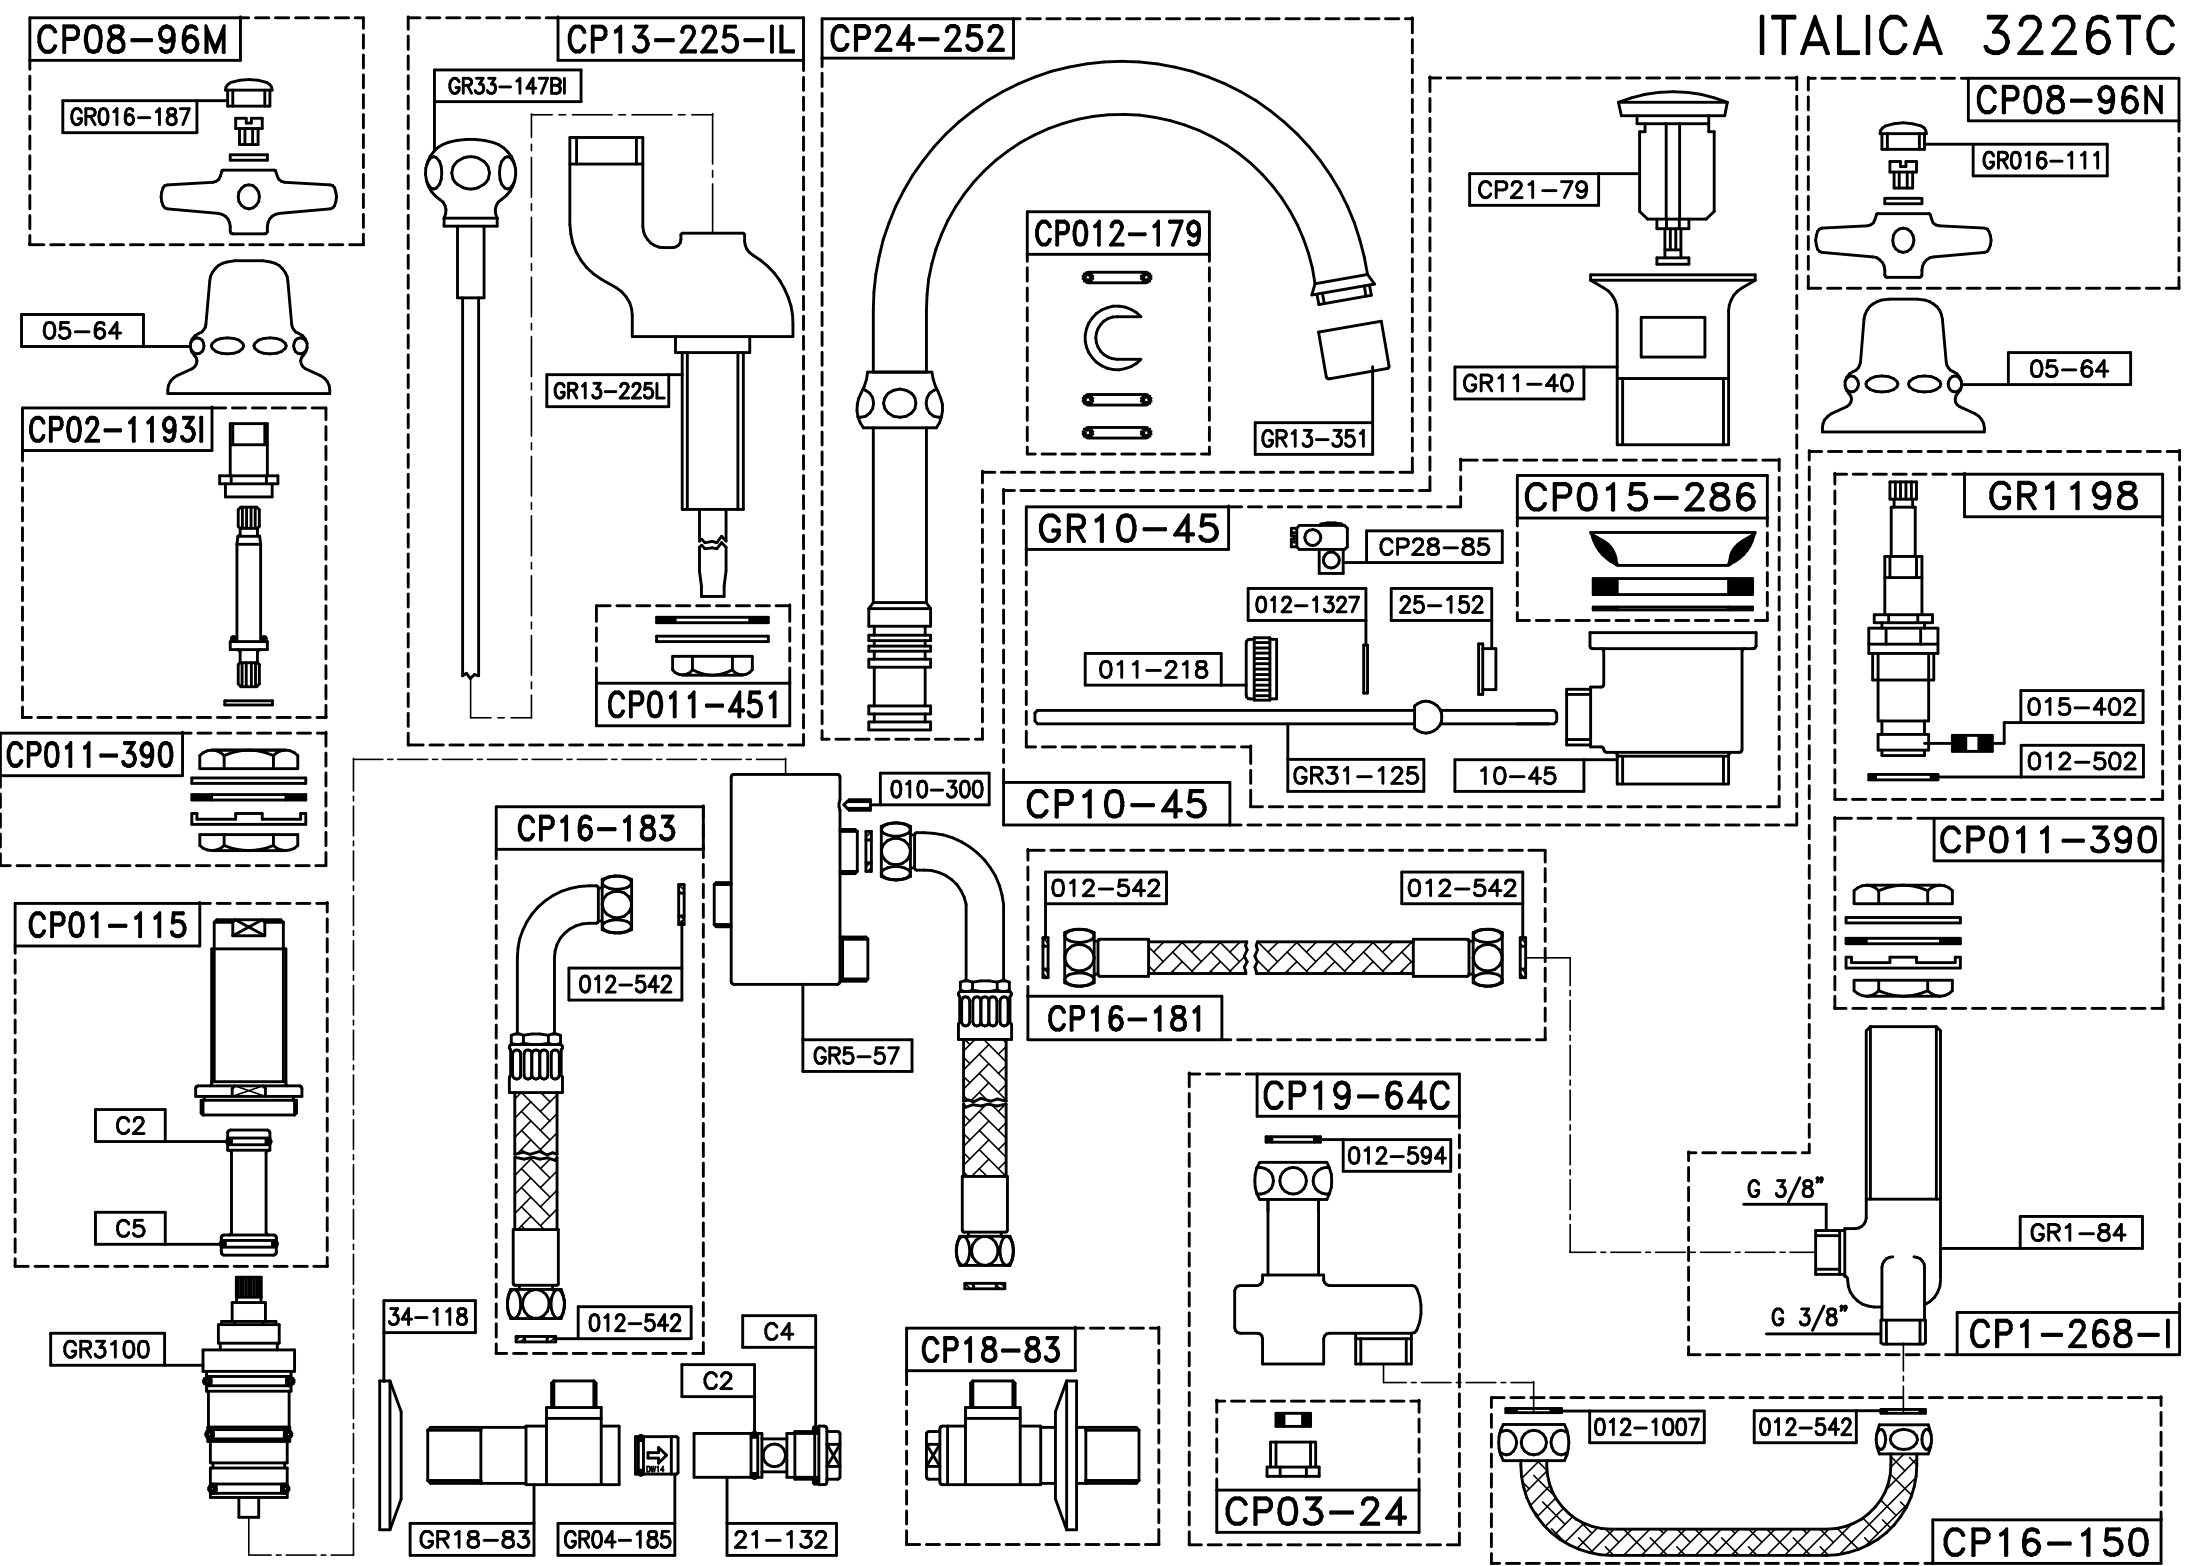 ITALICA 3226TC
CP08-96M
GR016-187
05-64
CP02-1193I
CP011-390
CP01-115
C2
C5
GR3100
CP13-225-IL
GR33-147BI
GR13-225L
CP011-451
CP24-252
CP012-179
GR13-351
CP21-79
GR11-40
CP08-96N
GR016-111
05-64
GR10-45
CP015-286
CP28-85
012-1327
25-152
011-218
GR31-125
10-45
CP10-45
GR1198
015-402
012-502
CP011-390
010-300
CP16-183
012-542
GR5-57
012-542
012-542
012-542
CP16-181
CP19-64C
012-594
G 3/8"
GR1-84
G 3/8"
CP1-268-I
34-118
C4
C2
DW14
GR18-83
GR04-185
21-132
CP18-83
CP03-24
012-1007
012-542
CP16-150